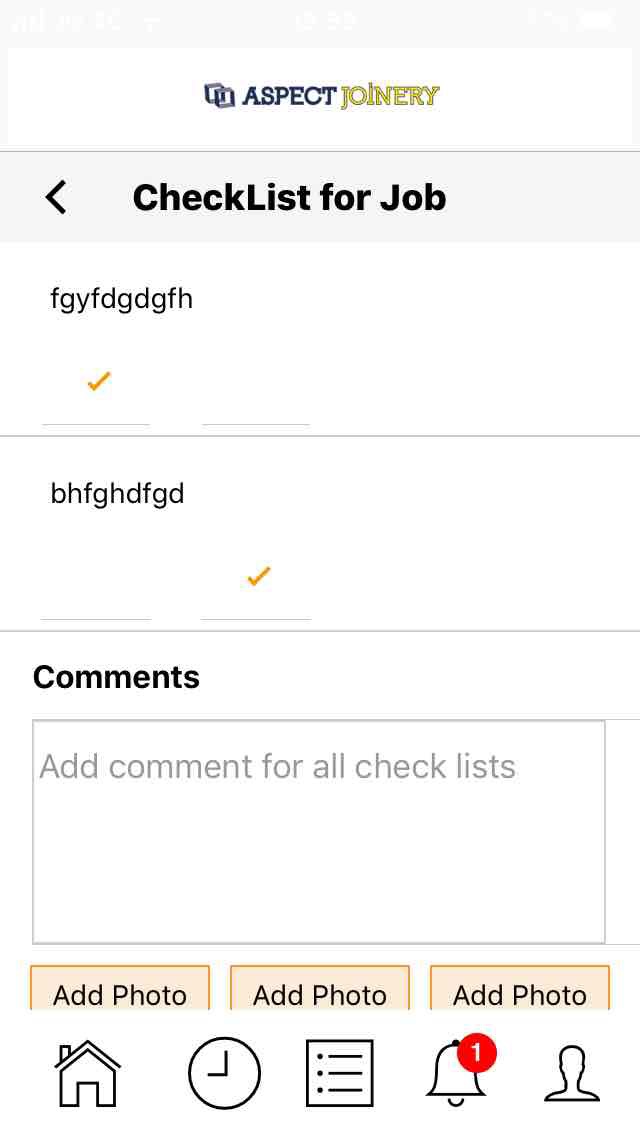 ASPECT JOINERY
CheckList for Job
fgyfdgdgfh
bhfghdfgd
Comments
Add comment for all check lists
Add Photo Add Photo Add Photo
1